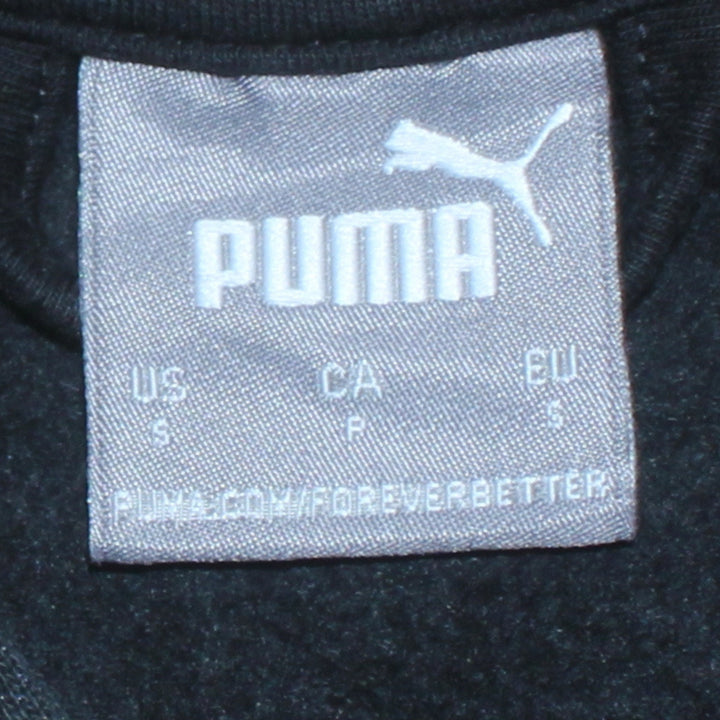 PUMA
US CA EU
S P S
PUMA.COM/FOREVERBETTER